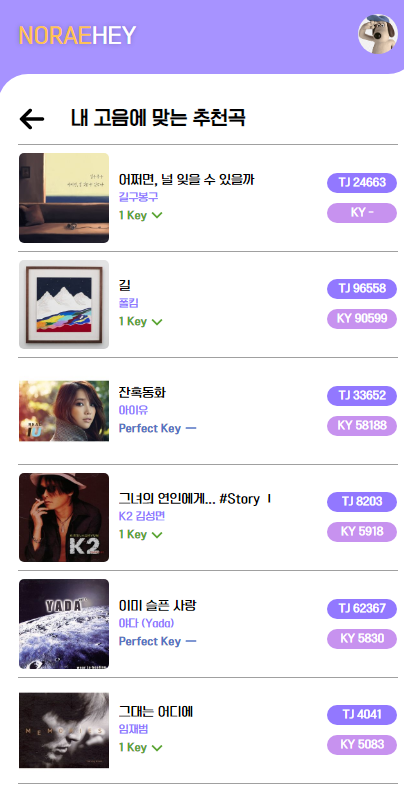 NORAEHEY
내 고음에 맞는 추천곡
어쩌면, 널 잊을 수 있을까
길구봉구
1 Key
TJ 24663
KY -
길
폴킴
1 Key
TJ 96558
KY 90599
잔혹동화
아이유
Perfect Key
TJ 33652
KY 58188
REAL
IU
그녀의 연인에게... #Story Ⅰ
K2 김성면
1 Key
TJ 8203
KY 5918
K2
이미 슬픈 사랑
야다 (Yada)
Perfect Key
TJ 62367
KY 5830
YADA
그대는 어디에
임재범
1 Key
TJ 4041
KY 5083
MEMORIES